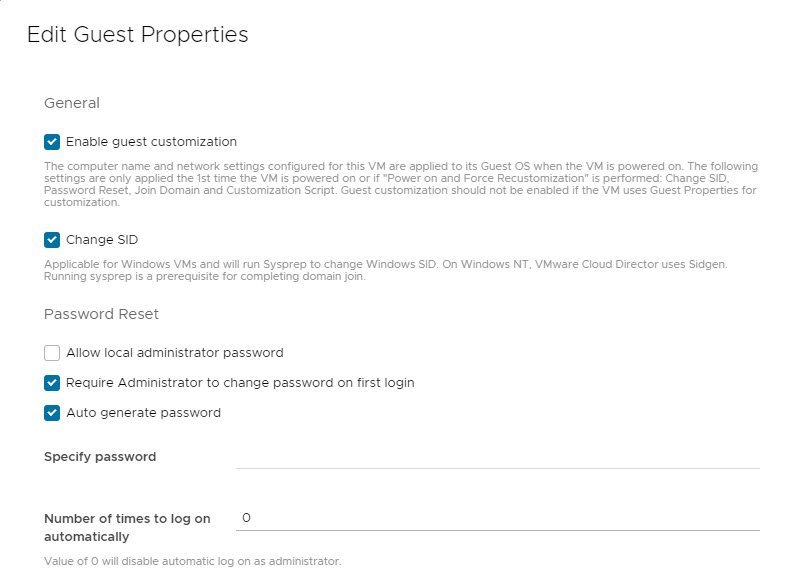 Edit Guest Properties
General
Enable guest customization
The computer name and network settings configured for this VM are applied to its Guest OS when the VM is powered on. The following
settings are only applied the 1st time the VM is powered on or if "Power on and Force Recustomization" is performed: Change SID,
Password Reset, Join Domain and Customization Script. Guest customization should not be enabled if the VM uses Guest Properties for
customization.
Change SID
Applicable for Windows VMs and will run Sysprep to change Windows SID. On Windows NT, VMware Cloud Director uses Sidgen.
Running sysprep is a prerequisite for completing domain join.
Password Reset
Allow local administrator password
Require Administrator to change password on first login
Auto generate password
Specify password
Number of times to log on
automatically
0
Value of 0 will disable automatic log on as administrator.